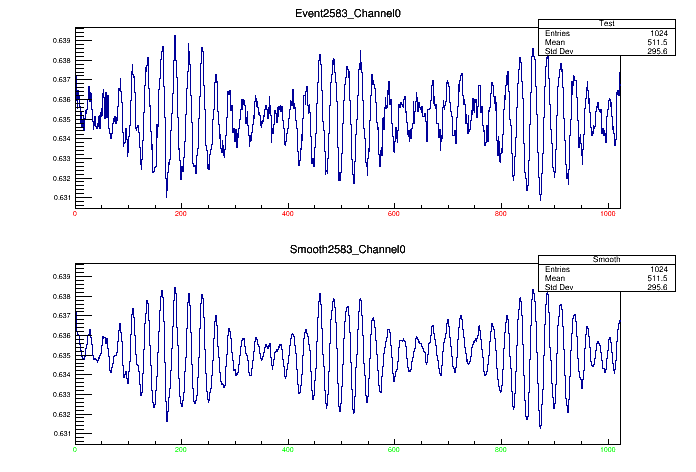 Event2583_Channel0
Test
Entries 1024
Mean 511.5
Std Dev 295.6
0.639
0.638
0.637
0.636
0.635
0.634
0.633
0.632
0.631
0 200 400 600 800 1000
Smooth2583_Channel0
Smooth
Entries 1024
Mean 511.5
Std Dev 295.6
0.639
0.638
0.637
0.636
0.635
0.634
0.633
0.632
0.631
0 200 400 600 800 1000